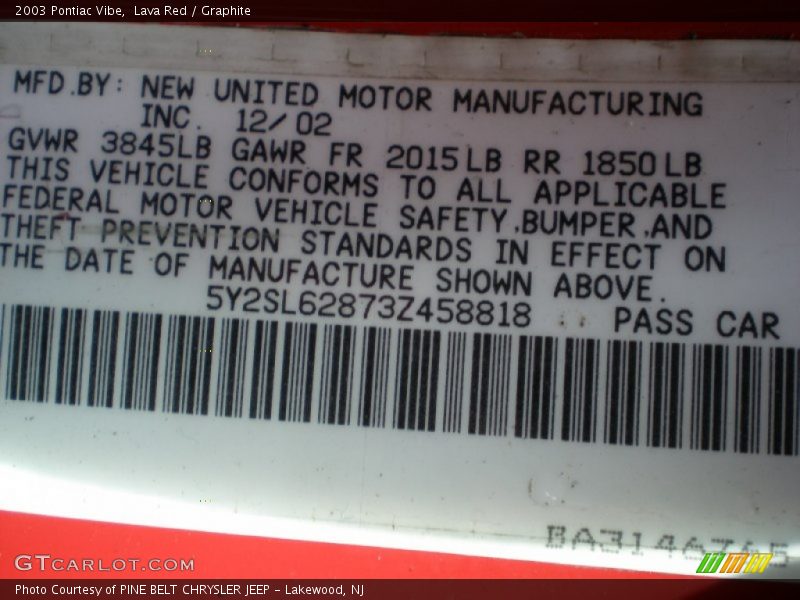 2003 Pontiac Vibe, Lava Red / Graphite
MFD.BY: NEW UNITED MOTOR MANUFACTURING
INC. 12/02
GVWR 3845LB GAWR FR 2015LB RR 1850LB
THIS VEHICLE CONFORMS TO ALL APPLICABLE
FEDERAL MOTOR VEHICLE SAFETY,BUMPER,AND
THEFT PREVENTION STANDARDS IN EFFECT ON
THE DATE OF MANUFACTURE SHOWN ABOVE.
5Y2SL62873Z458818 PASS CAR
GTCARLOT.COM
Photo Courtesy of PINE BELT CHRYSLER JEEP - Lakewood, NJ